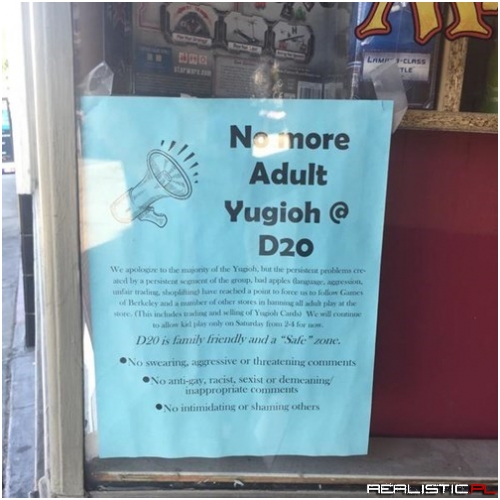 LAMBDA-CLASS
No more
Adult
Yugioh @
D20
We apologize to the majority of the Yugioh, but the persistent problems cre-
ated by a persistent segment of the group, bad apples (language, aggression,
unfair trading, shoplifting) have reached a point to force us to follow Games
of Berkeley and a number of other stores in banning all adult play at the
store. (This includes trading and selling of Yugioh Cards) We will continue
to allow kid play only on Saturday from 2-4 for now.
D20 is family friendly and a "Safe" zone.
•No swearing, aggressive or threatening comments
•No anti-gay, racist, sexist or demeaning/
inappropriate comments
•No intimidating or shaming others
REALISTIC.PL